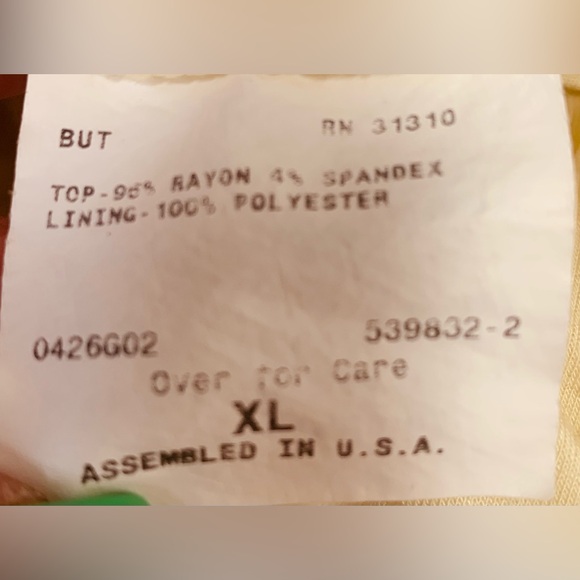 BUT RN 31310
TOP-96% RAYON 4% SPANDEX
LINING-100% POLYESTER
0426G02 539832-2
Over for Care
XL
ASSEMBLED IN U.S.A.